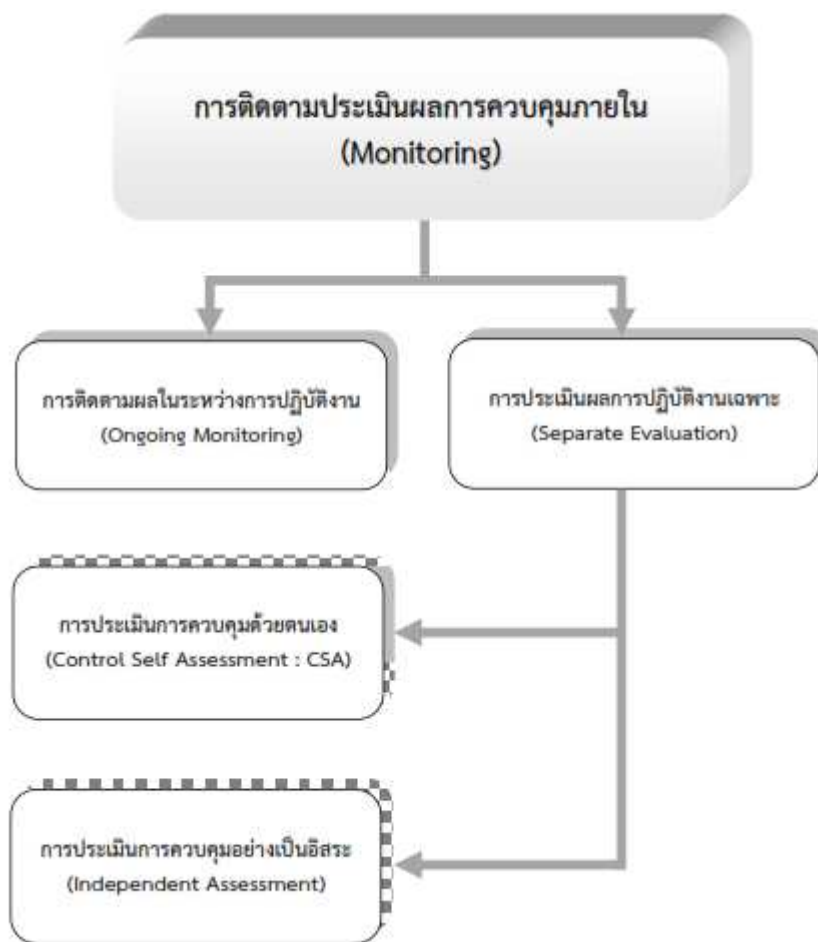 การติดตามประเมินผลการควบคุมภายใน
(Monitoring)
การติดตามผลในระหว่างการปฏิบัติงาน
(Ongoing Monitoring)
การประเมินผลการปฏิบัติงานเฉพาะ
(Separate Evaluation)
การประเมินการควบคุมด้วยตนเอง
(Control Self Assessment : CSA)
การประเมินการควบคุมอย่างเป็นอิสระ
(Independent Assessment)